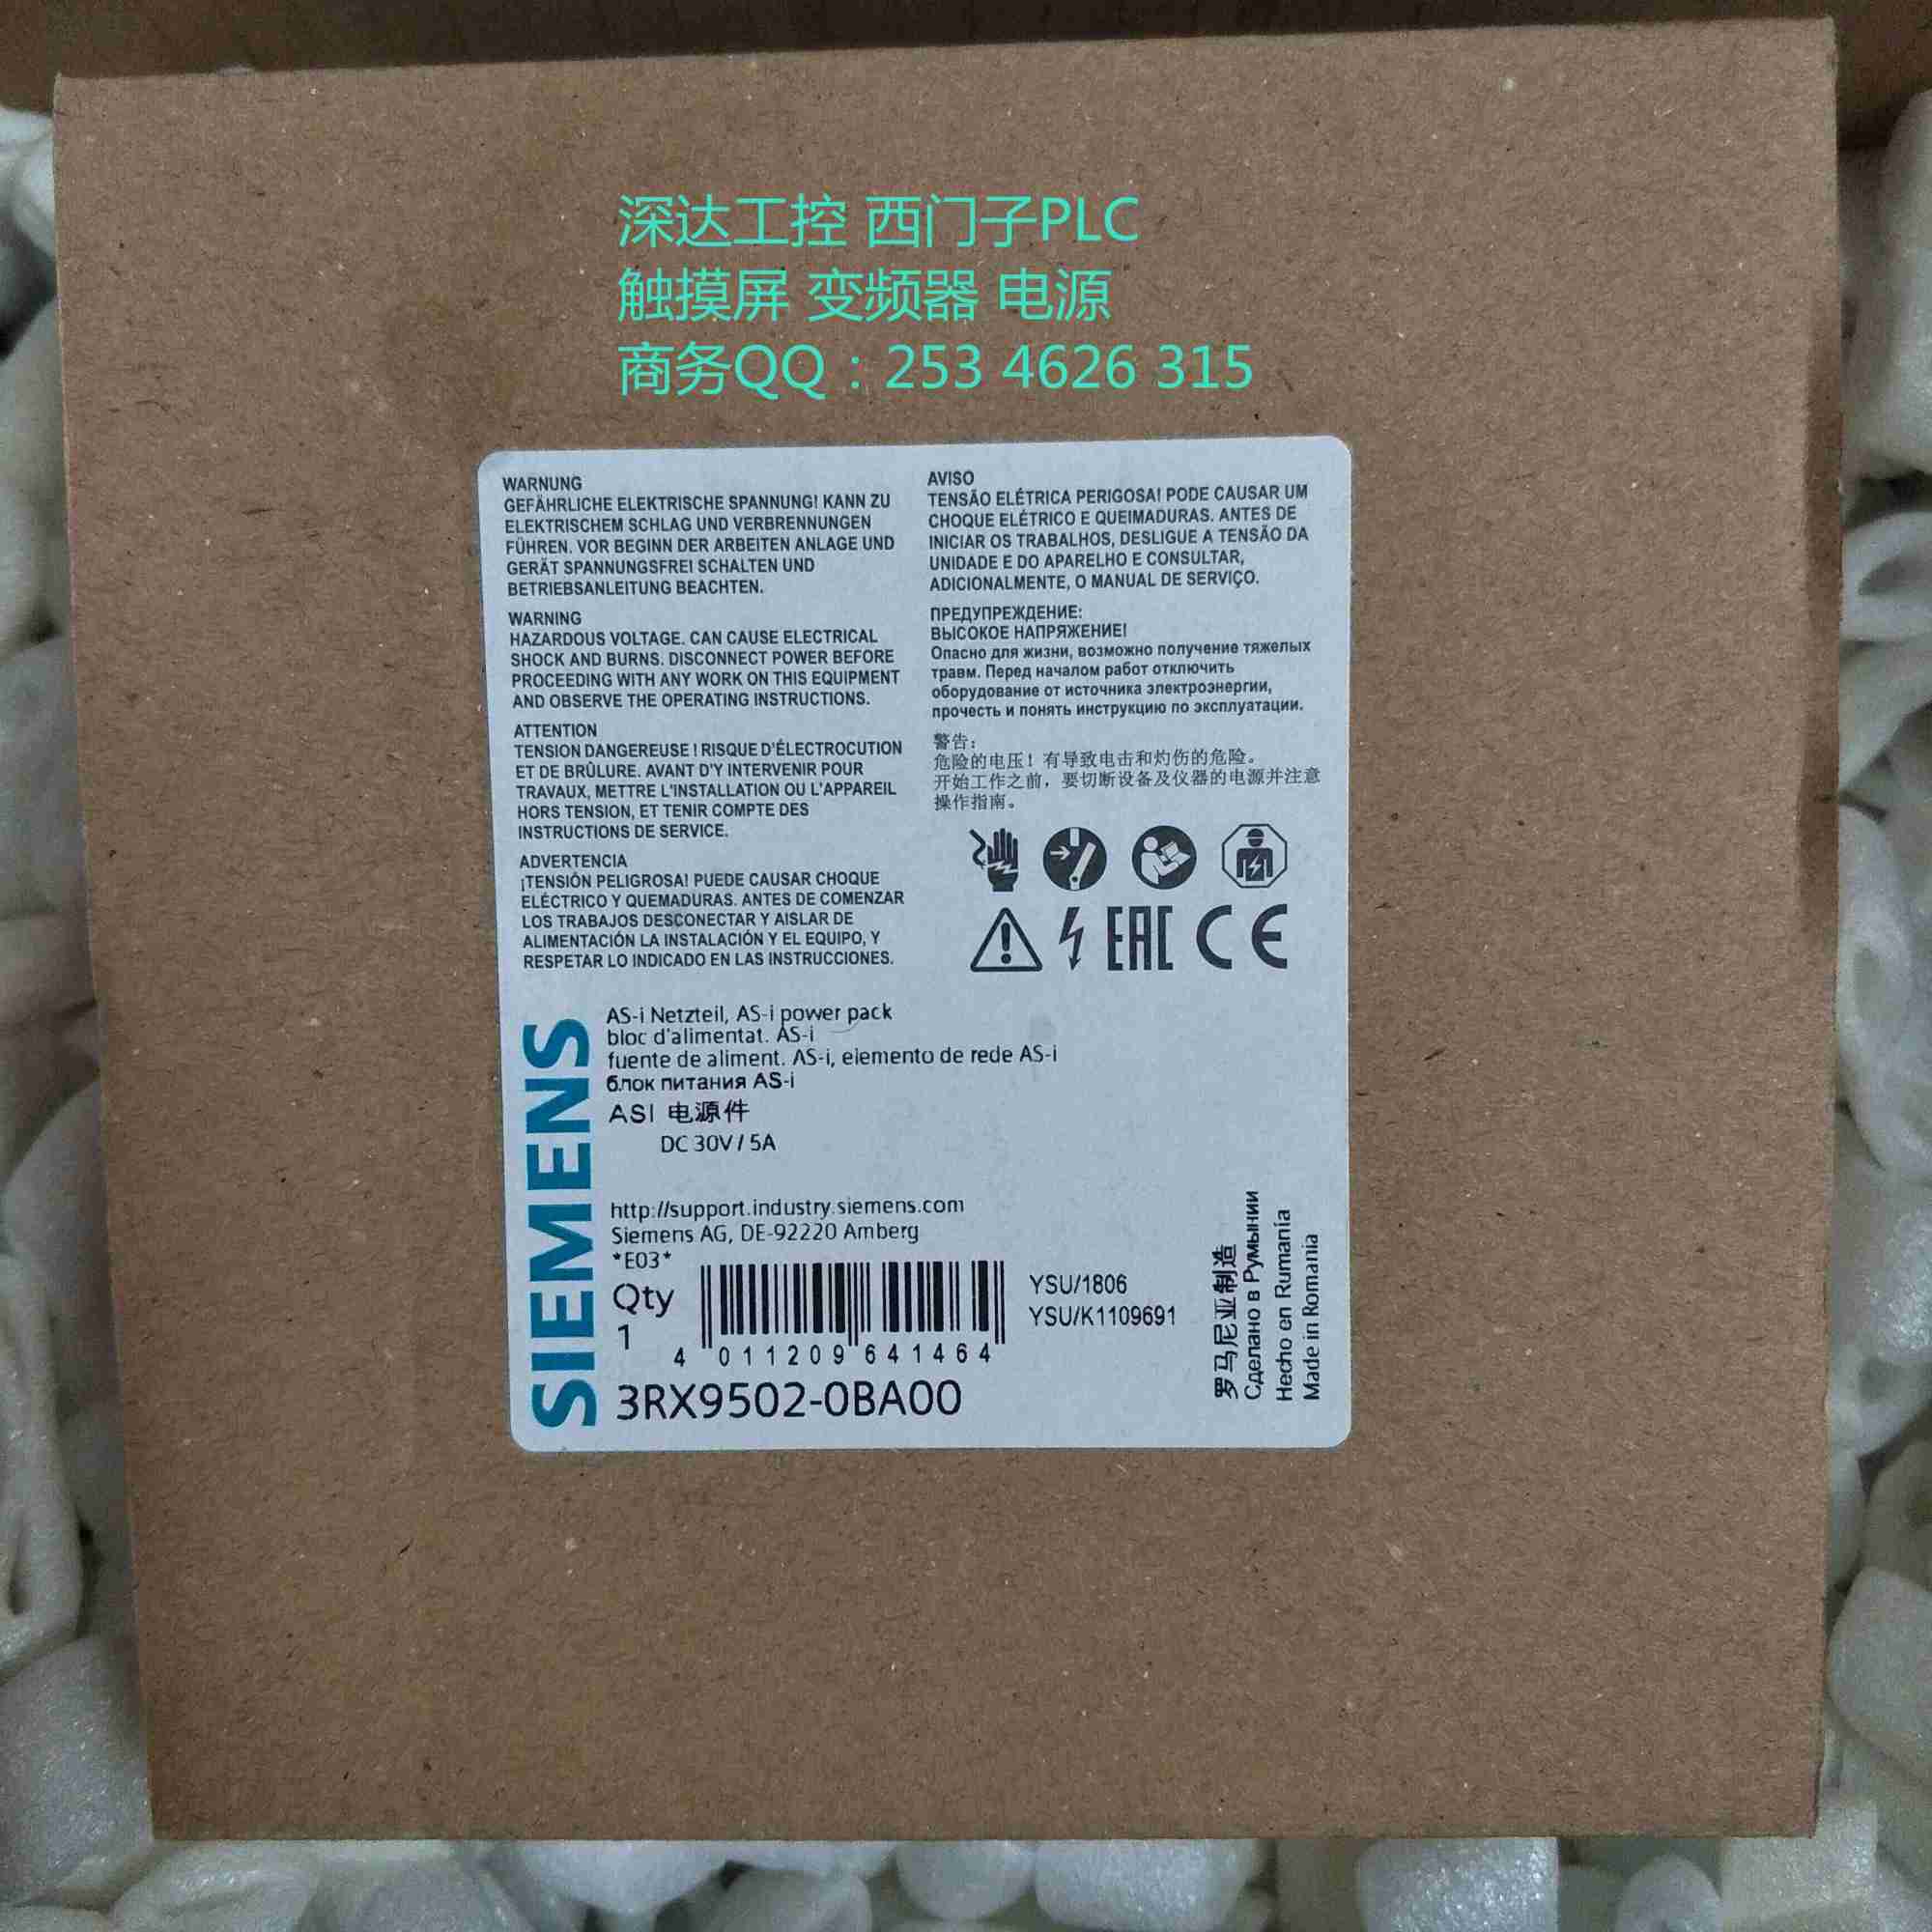 深达工控 西门子PLC
触摸屏 变频器 电源
商务QQ：253 4626 315
WARNUNG
GEFÄHRLICHE ELEKTRISCHE SPANNUNG! KANN ZU
ELEKTRISCHEM SCHLAG UND VERBRENNUNGEN
FÜHREN. VOR BEGINN DER ARBEITEN ANLAGE UND
GERÄT SPANNUNGSFREI SCHALTEN UND
BETRIEBSANLEITUNG BEACHTEN.
WARNING
HAZARDOUS VOLTAGE. CAN CAUSE ELECTRICAL
SHOCK AND BURNS. DISCONNECT POWER BEFORE
PROCEEDING WITH ANY WORK ON THIS EQUIPMENT
AND OBSERVE THE OPERATING INSTRUCTIONS.
ATTENTION
TENSION DANGEREUSE ! RISQUE D'ÉLECTROCUTION
ET DE BRÛLURE. AVANT D'Y INTERVENIR POUR
TRAVAUX, METTRE L'INSTALLATION OU L'APPAREIL
HORS TENSION, ET TENIR COMPTE DES
INSTRUCTIONS DE SERVICE.
ADVERTENCIA
¡TENSIÓN PELIGROSA! PUEDE CAUSAR CHOQUE
ELÉCTRICO Y QUEMADURAS. ANTES DE COMENZAR
LOS TRABAJOS DESCONECTAR Y AISLAR DE
ALIMENTACIÓN LA INSTALACIÓN Y EL EQUIPO, Y
RESPETAR LO INDICADO EN LAS INSTRUCCIONES.
AVISO
TENSÃO ELÉTRICA PERIGOSA! PODE CAUSAR UM
CHOQUE ELÉTRICO E QUEIMADURAS. ANTES DE
INICIAR OS TRABALHOS, DESLIGUE A TENSÃO DA
UNIDADE E DO APARELHO E CONSULTAR,
ADICIONALMENTE, O MANUAL DE SERVIÇO.
ПРЕДУПРЕЖДЕНИЕ:
ВЫСОКОЕ НАПРЯЖЕНИЕ!
Опасно для жизни, возможно получение тяжелых
травм. Перед началом работ отключить
оборудование от источника электроэнергии,
прочесть и понять инструкцию по эксплуатации.
警告：
危险的电压！有导致电击和灼伤的危险。
开始工作之前，要切断设备及仪器的电源并注意
操作指南。
EAC CE
SIEMENS
AS-i Netzteil, AS-i power pack
bloc d'alimentat. AS-i
fuente de aliment. AS-i, elemento de rede AS-i
блок питания AS-i
ASI 电源件
DC 30V / 5A
http://support.industry.siemens.com
Siemens AG, DE-92220 Amberg
*E03*
Qty
1
4 011209 641464
3RX9502-0BA00
YSU/1806
YSU/K1109691
罗马尼亚制造
Сделано в Румынии
Hecho en Rumanía
Made in Romania